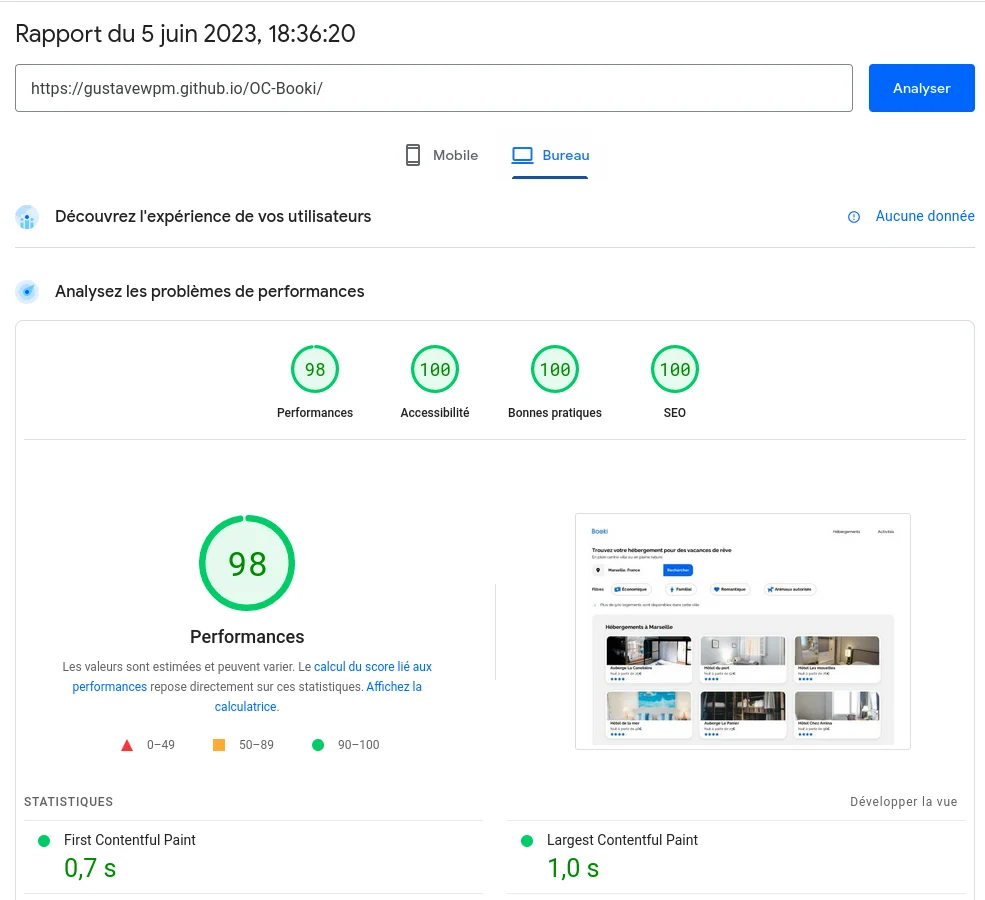 Rapport du 5 juin 2023, 18:36:20
https://gustavewpm.github.io/OC-Booki/
Analyser
Mobile
Bureau
Découvrez l'expérience de vos utilisateurs
Aucune donnée
Analysez les problèmes de performances
98
100
100
100
Performances
Accessibilité
Bonnes pratiques
SEO
98
Performances
Les valeurs sont estimées et peuvent varier. Le calcul du score lié aux
performances repose directement sur ces statistiques. Affichez la
calculatrice.
0–49
50–89
90–100
Booki
Hébergements
Activités
Trouvez votre hébergement pour des vacances de rêve
En plein centre-ville ou en pleine nature
Marseille, France
Rechercher
Filtres
Économique
Familial
Romantique
Animaux autorisés
Plus de 500 logements sont disponibles dans cette ville
Hébergements à Marseille
Auberge La Canebière
Hôtel du port
Hôtel Les mouettes
Hôtel de la mer
Auberge Le Panier
Hôtel Chez Amina
STATISTIQUES
Développer la vue
First Contentful Paint
0,7 s
Largest Contentful Paint
1,0 s